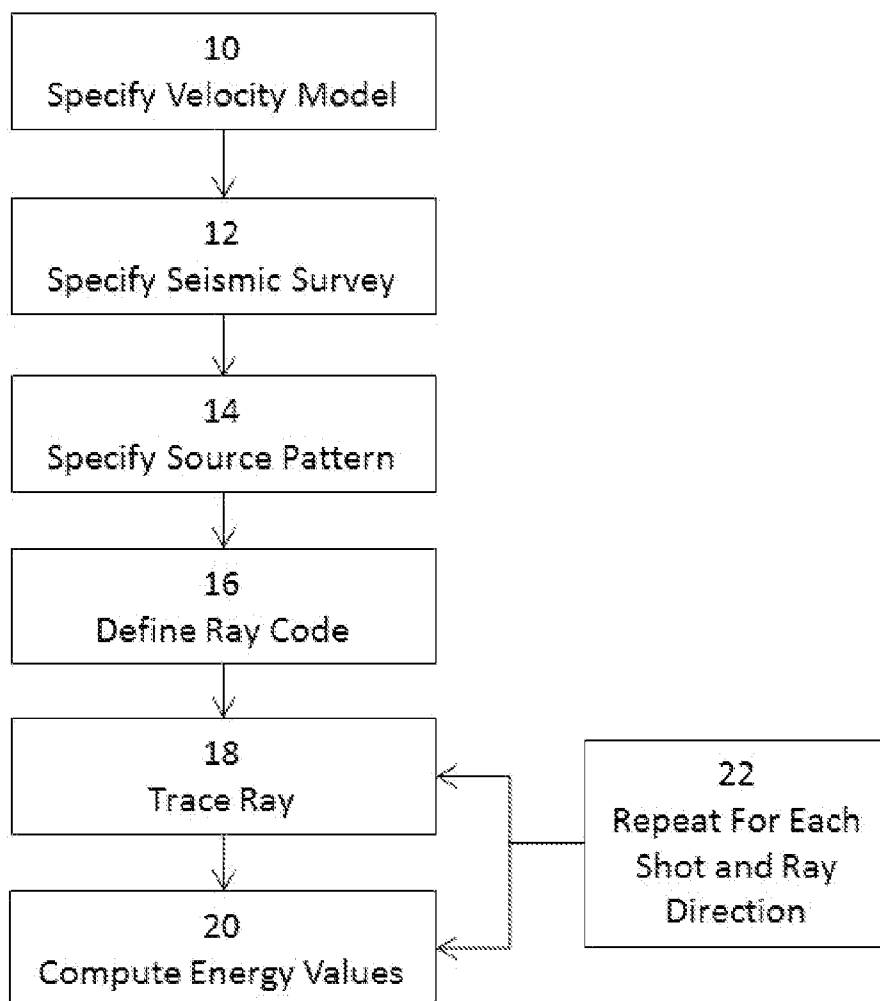 10
Specify Velocity Model
12
Specify Seismic Survey
14
Specify Source Pattern
16
Define Ray Code
18
Trace Ray
22
Repeat For Each
Shot and Ray
Direction
20
Compute Energy Values